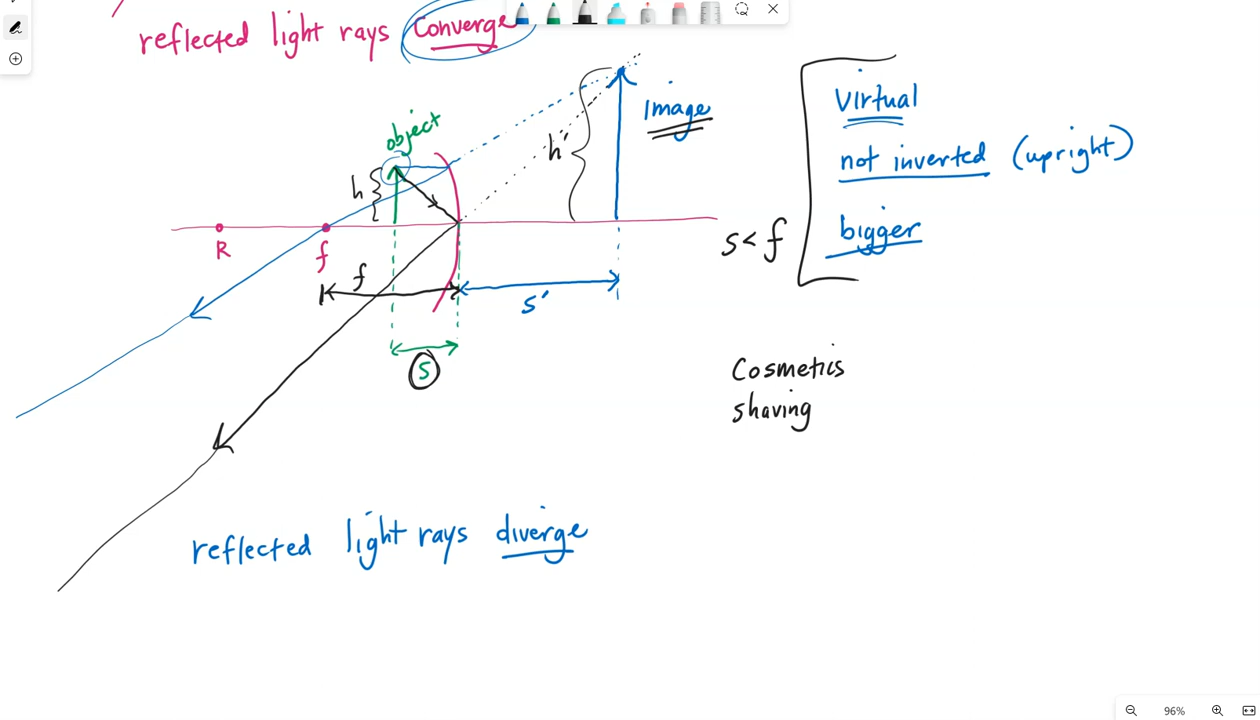 reflected light rays Converge
object
Image
h'
h
Virtual
not inverted (upright)
bigger
s < f
R
f
f
s'
s
Cosmetics
shaving
reflected light rays diverge
96%